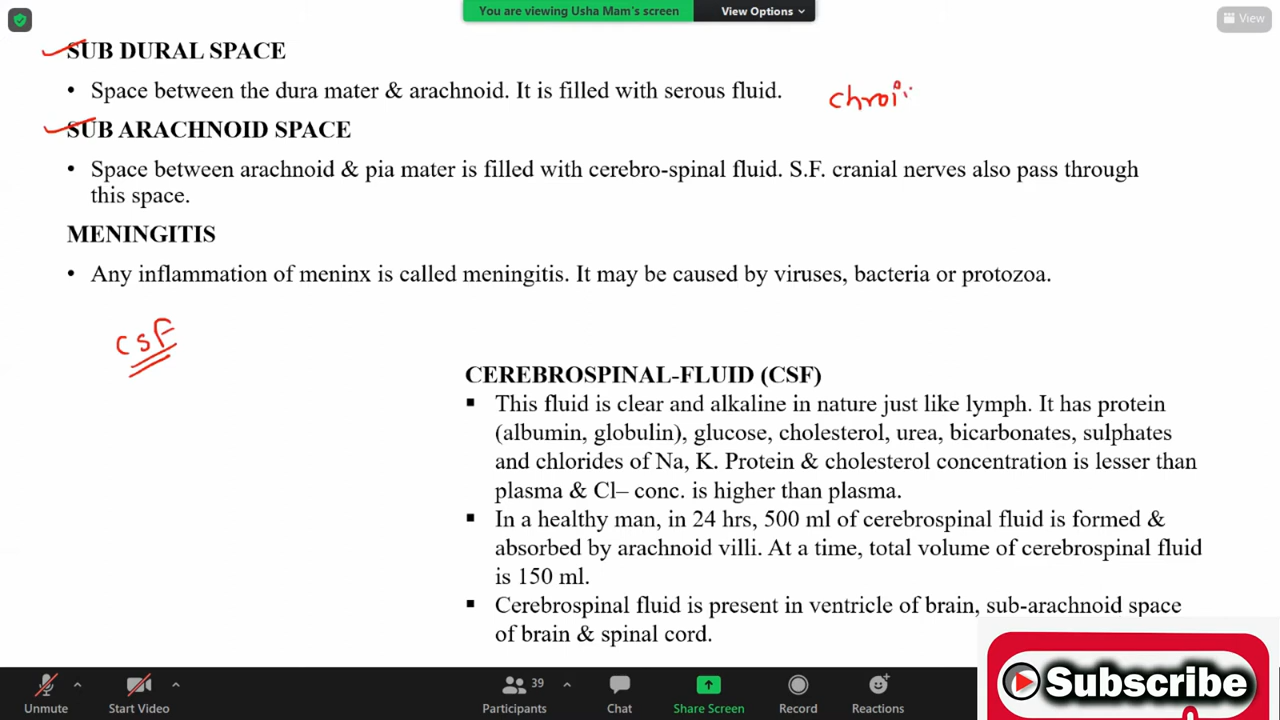 You are viewing Usha Mam's screen
View Options
View
SUB DURAL SPACE
• Space between the dura mater & arachnoid. It is filled with serous fluid.
chroi
SUB ARACHNOID SPACE
• Space between arachnoid & pia mater is filled with cerebro-spinal fluid. S.F. cranial nerves also pass through
this space.
MENINGITIS
• Any inflammation of meninx is called meningitis. It may be caused by viruses, bacteria or protozoa.
CSF
CEREBROSPINAL-FLUID (CSF)
▪ This fluid is clear and alkaline in nature just like lymph. It has protein
(albumin, globulin), glucose, cholesterol, urea, bicarbonates, sulphates
and chlorides of Na, K. Protein & cholesterol concentration is lesser than
plasma & Cl– conc. is higher than plasma.
▪ In a healthy man, in 24 hrs, 500 ml of cerebrospinal fluid is formed &
absorbed by arachnoid villi. At a time, total volume of cerebrospinal fluid
is 150 ml.
▪ Cerebrospinal fluid is present in ventricle of brain, sub-arachnoid space
of brain & spinal cord.
Subscribe
Unmute
Start Video
39
Participants
Chat
Share Screen
Record
Reactions